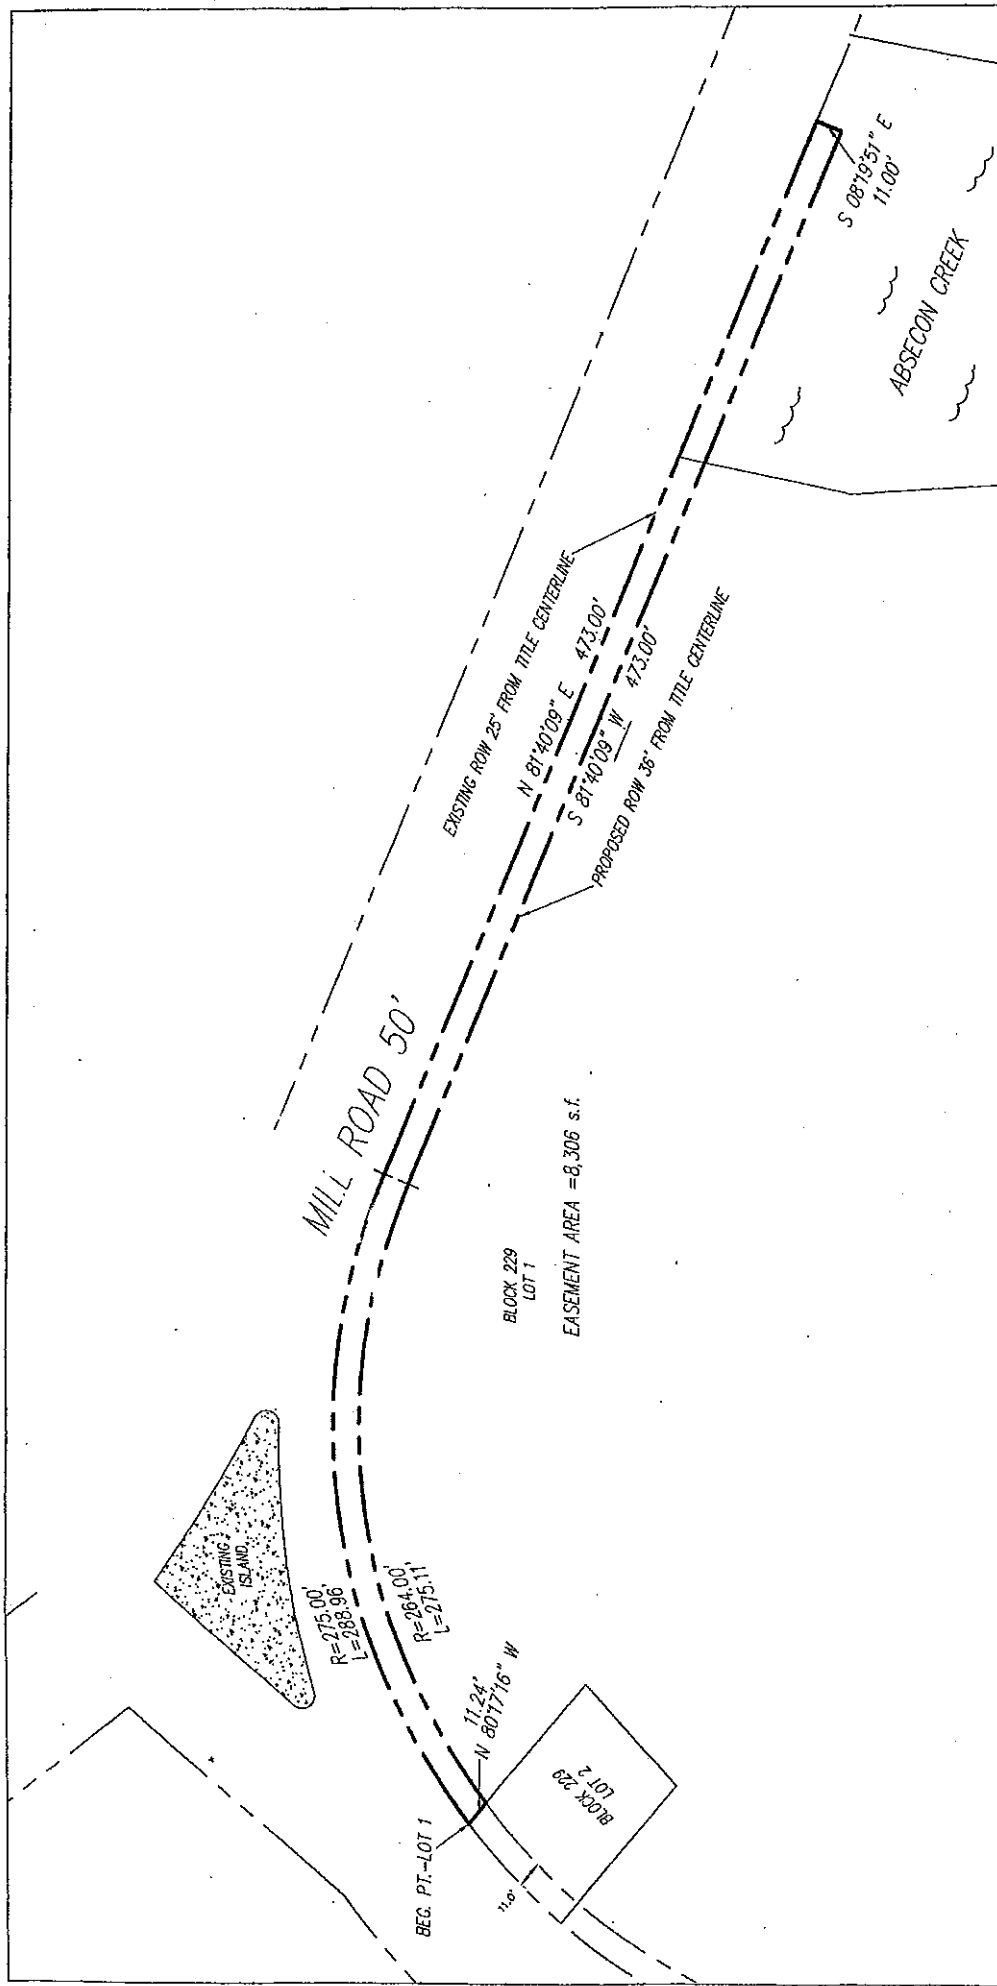 MILL ROAD 50'
EXISTING ROW 25' FROM TITLE CENTERLINE
N 81°40'09" E 473.00'
S 81°40'09" W 473.00'
PROPOSED ROW 36' FROM TITLE CENTERLINE
S 08°19'51" E
11.00'
ABSECON CREEK
EXISTING
ISLAND
R=275.00'
L=288.96'
R=264.00'
L=275.11'
BLOCK 229
LOT 1
EASEMENT AREA =8,306 s.f.
BEG. PT.-LOT 1
11.24'
N 80°17'16" W
11.0'
BLOCK 229
LOT 2